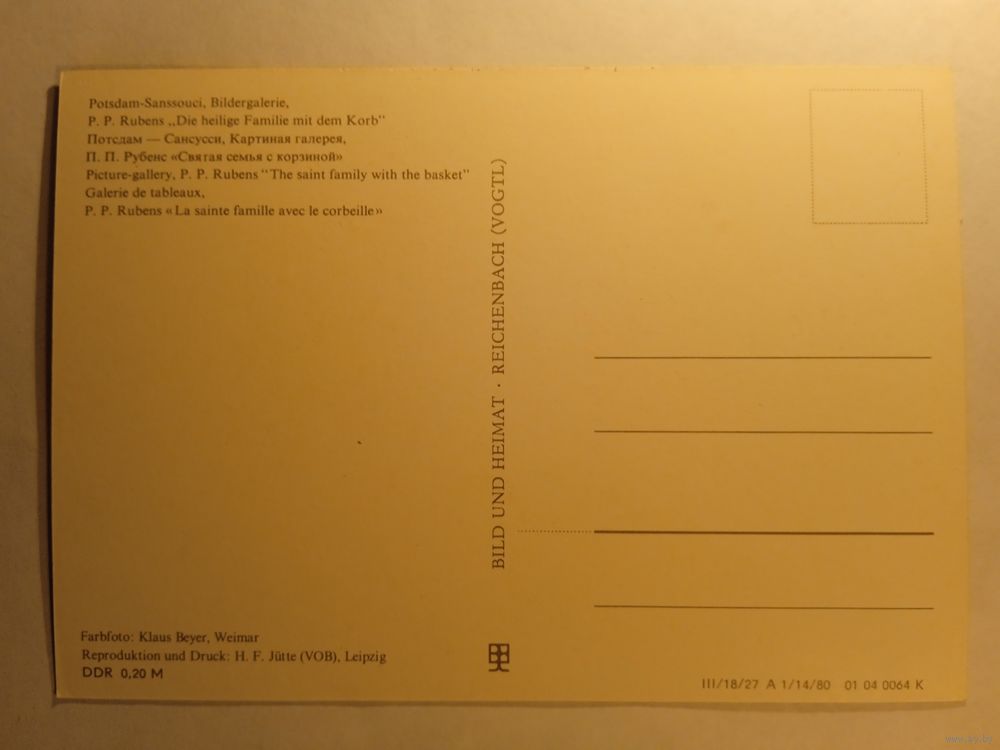 Potsdam-Sanssouci, Bildergalerie,
P. P. Rubens „Die heilige Familie mit dem Korb"
Потсдам — Сансусси, Картиная галерея,
П. П. Рубенс «Святая семья с корзиной»
Picture-gallery, P. P. Rubens "The saint family with the basket"
Galerie de tableaux,
P. P. Rubens «La sainte famille avec le corbeille»
BILD UND HEIMAT · REICHENBACH (VOGTL)
Farbfoto: Klaus Beyer, Weimar
Reproduktion und Druck: H. F. Jütte (VOB), Leipzig
DDR 0,20 M
III/18/27 A 1/14/80 01 04 0064 K